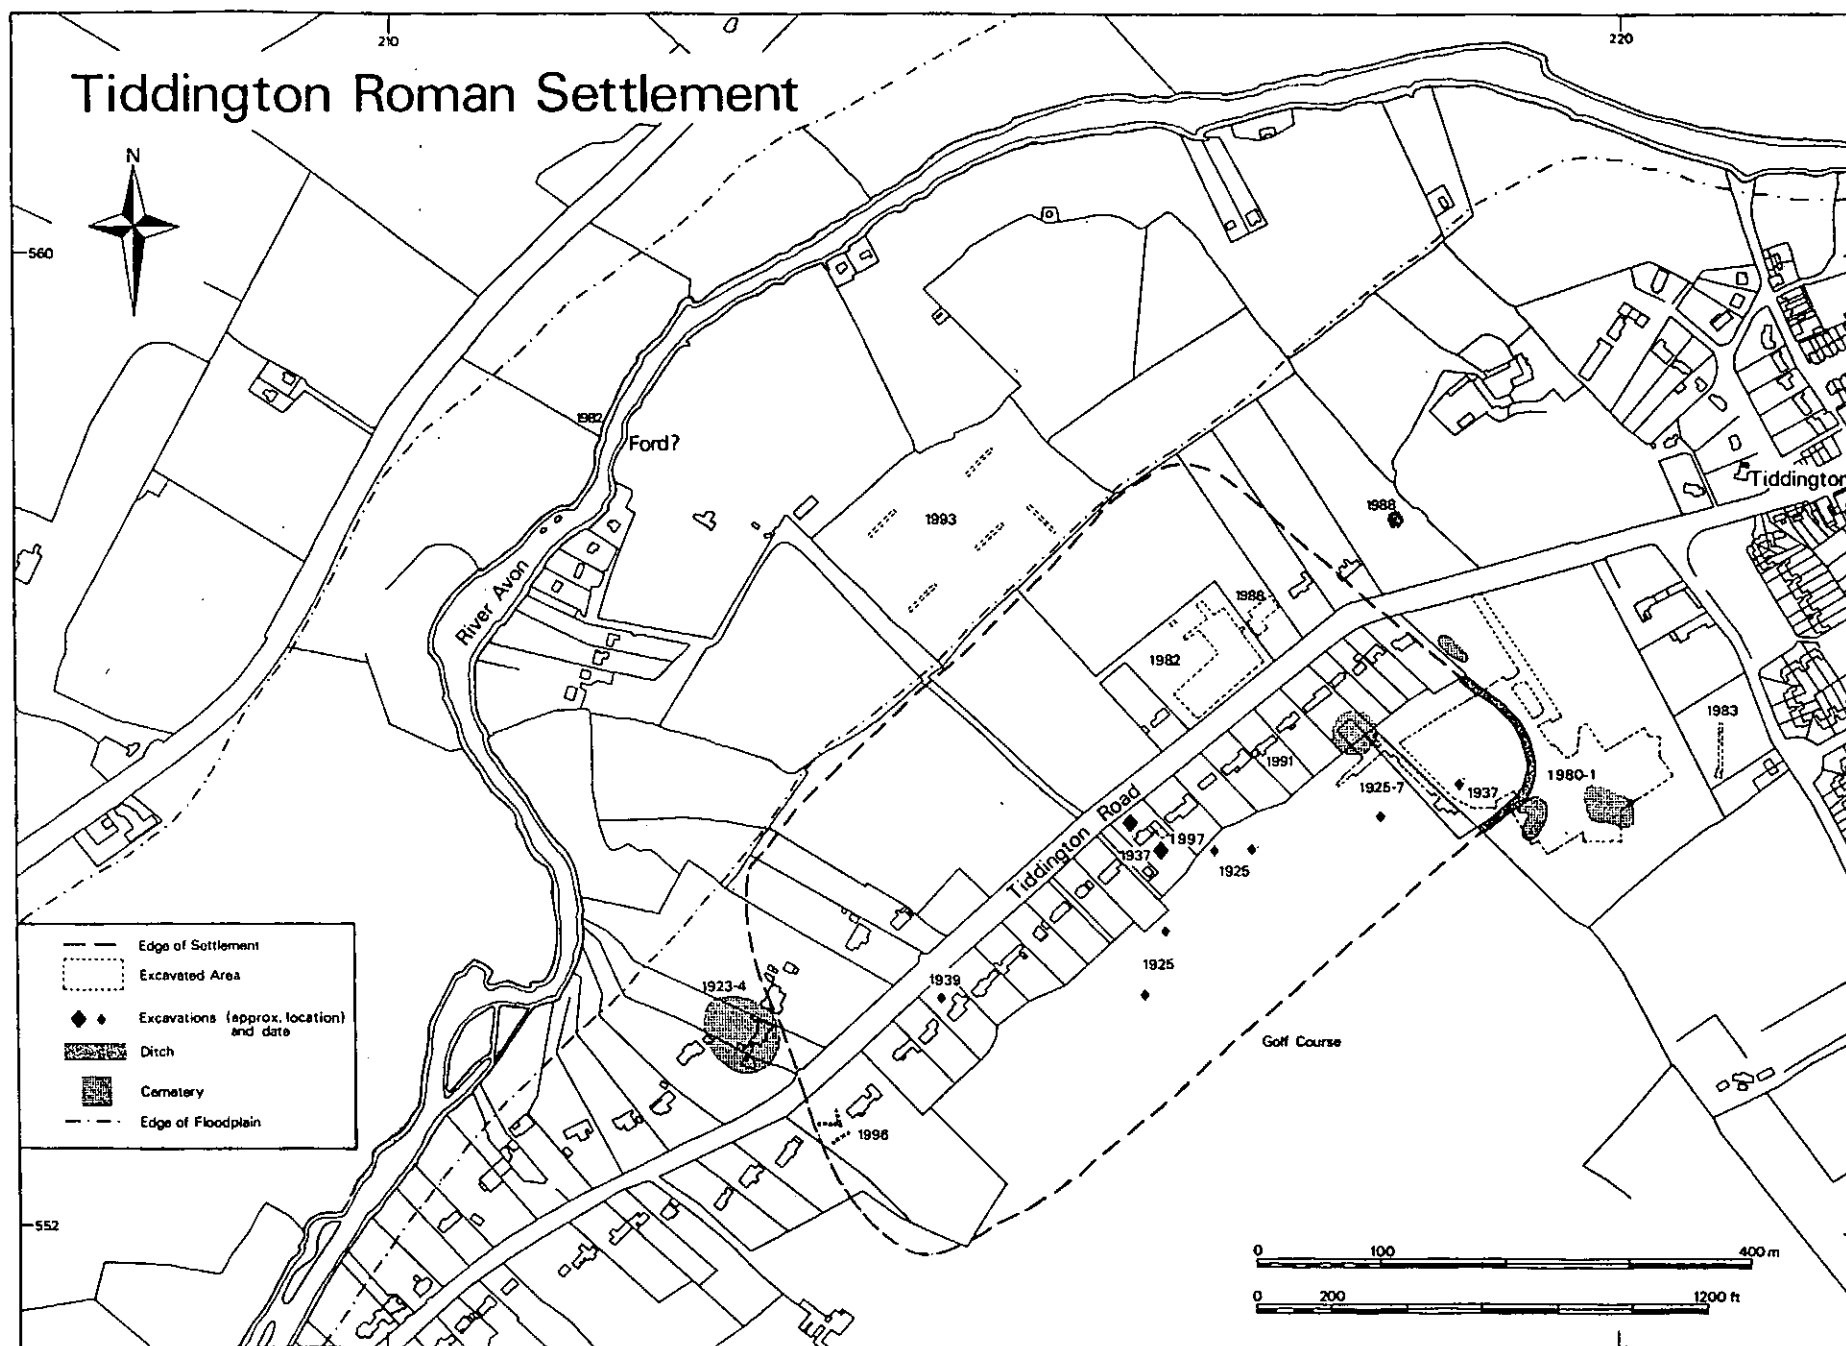 210
220
Tiddington Roman Settlement
N
560
1982
Ford?
1993
1988
Tiddington
River Avon
1988
1982
1983
1991
1980-1
1925-7
1937
Tiddington Road
1997
1937
1925
1925
1939
1923-4
Golf Course
1996
Edge of Settlement
Excavated Area
Excavations (approx. location)
and date
Ditch
Cemetery
Edge of Floodplain
552
0 100 400 m
0 200 1200 ft